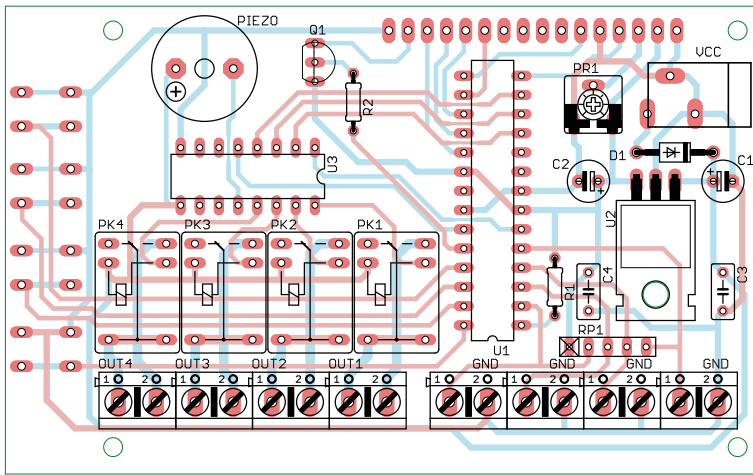 PIEZO
Q1
VCC
PR1
R2
D1
C2
C1
+
+
+
U3
U2
PK4
PK3
PK2
PK1
R1
C4
C3
RP1
U1
OUT4
OUT3
OUT2
OUT1
GND
GND
GND
GND
1 2 1 2 1 2 1 2 1 2 1 2 1 2 1 2